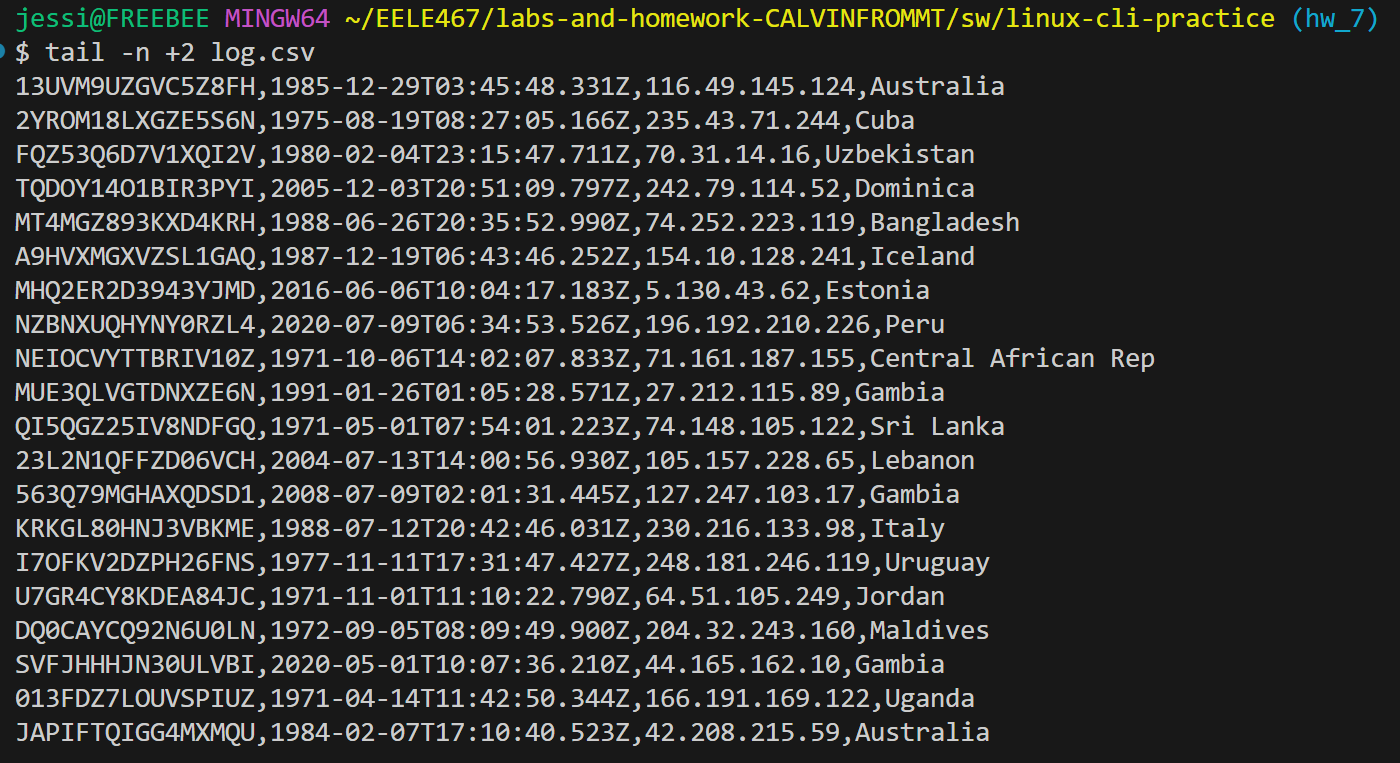 jessi@FREEBEE MINGW64 ~/EELE467/labs-and-homework-CALVINFROMMT/sw/linux-cli-practice (hw_7)
$ tail -n +2 log.csv
13UVM9UZGVC5Z8FH,1985-12-29T03:45:48.331Z,116.49.145.124,Australia
2YROM18LXGZE5S6N,1975-08-19T08:27:05.166Z,235.43.71.244,Cuba
FQZ53Q6D7V1XQI2V,1980-02-04T23:15:47.711Z,70.31.14.16,Uzbekistan
TQDOY14O1BIR3PYI,2005-12-03T20:51:09.797Z,242.79.114.52,Dominica
MT4MGZ893KXD4KRH,1988-06-26T20:35:52.990Z,74.252.223.119,Bangladesh
A9HVXMGXVZSL1GAQ,1987-12-19T06:43:46.252Z,154.10.128.241,Iceland
MHQ2ER2D3943YJMD,2016-06-06T10:04:17.183Z,5.130.43.62,Estonia
NZBNXUQHYNY0RZL4,2020-07-09T06:34:53.526Z,196.192.210.226,Peru
NEIOCVYTTBRIV10Z,1971-10-06T14:02:07.833Z,71.161.187.155,Central African Rep
MUE3QLVGTDNXZE6N,1991-01-26T01:05:28.571Z,27.212.115.89,Gambia
QI5QGZ25IV8NDFGQ,1971-05-01T07:54:01.223Z,74.148.105.122,Sri Lanka
23L2N1QFFZD06VCH,2004-07-13T14:00:56.930Z,105.157.228.65,Lebanon
563Q79MGHAXQDSD1,2008-07-09T02:01:31.445Z,127.247.103.17,Gambia
KRKGL80HNJ3VBKME,1988-07-12T20:42:46.031Z,230.216.133.98,Italy
I7OFKV2DZPH26FNS,1977-11-11T17:31:47.427Z,248.181.246.119,Uruguay
U7GR4CY8KDEA84JC,1971-11-01T11:10:22.790Z,64.51.105.249,Jordan
DQ0CAYCQ92N6U0LN,1972-09-05T08:09:49.900Z,204.32.243.160,Maldives
SVFJHHHJN30ULVBI,2020-05-01T10:07:36.210Z,44.165.162.10,Gambia
013FDZ7LOUVSPIUZ,1971-04-14T11:42:50.344Z,166.191.169.122,Uganda
JAPIFTQIGG4MXMQU,1984-02-07T17:10:40.523Z,42.208.215.59,Australia